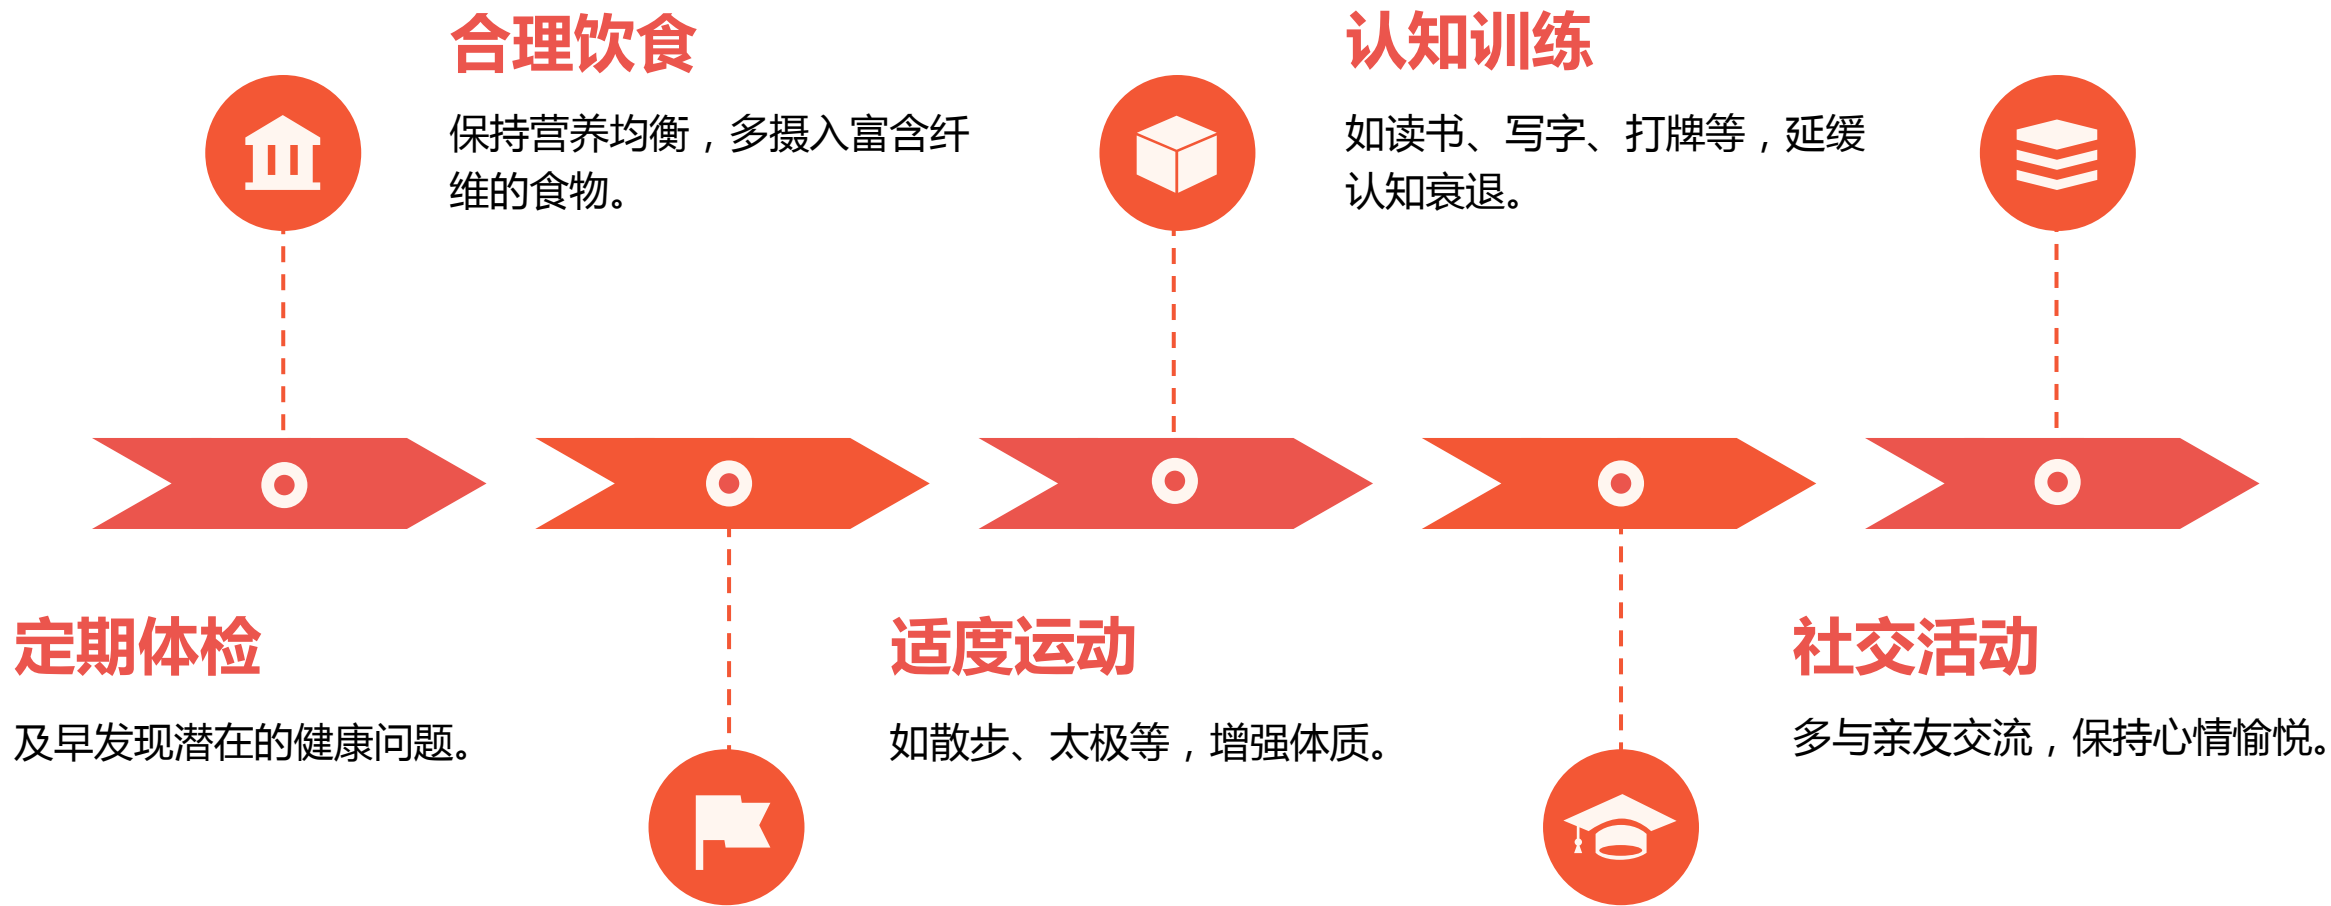 合理饮食
保持营养均衡，多摄入富含纤
维的食物。
认知训练
如读书、写字、打牌等，延缓
认知衰退。
定期体检
及早发现潜在的健康问题。
适度运动
如散步、太极等，增强体质。
社交活动
多与亲友交流，保持心情愉悦。